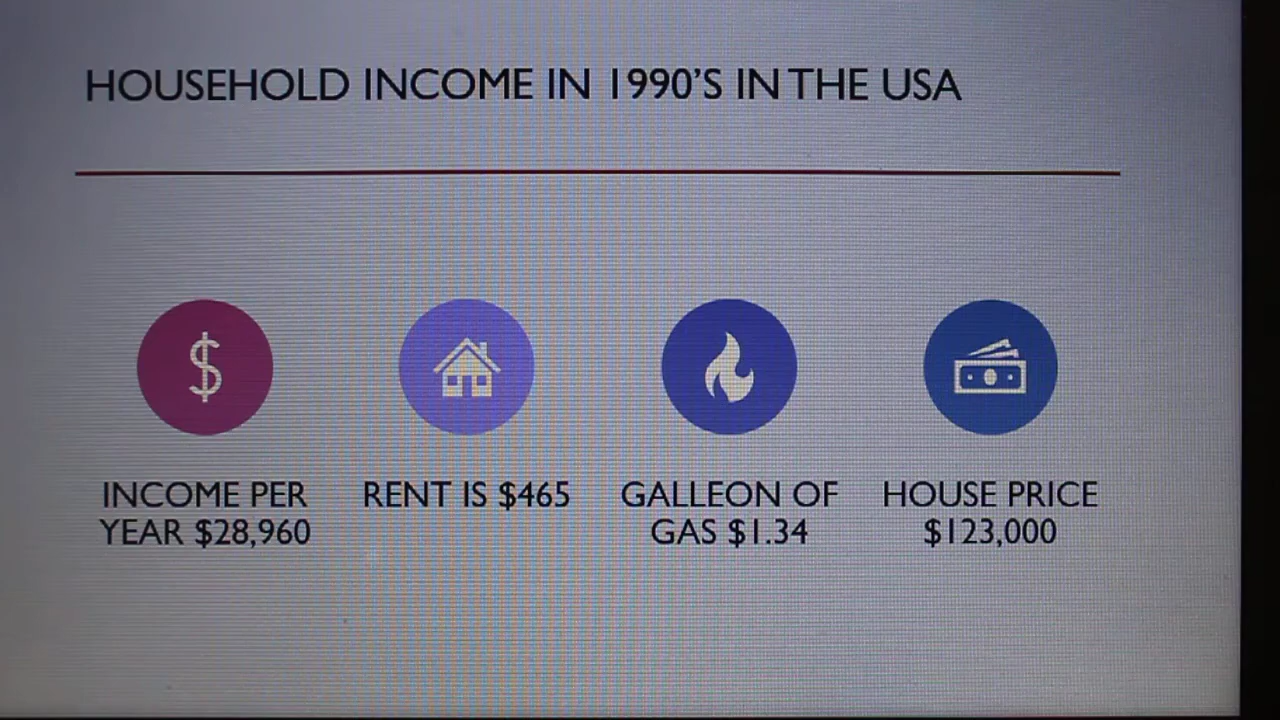 HOUSEHOLD INCOME IN 1990'S IN THE USA
INCOME PER
YEAR $28,960
RENT IS $465
GALLEON OF
GAS $1.34
HOUSE PRICE
$123,000